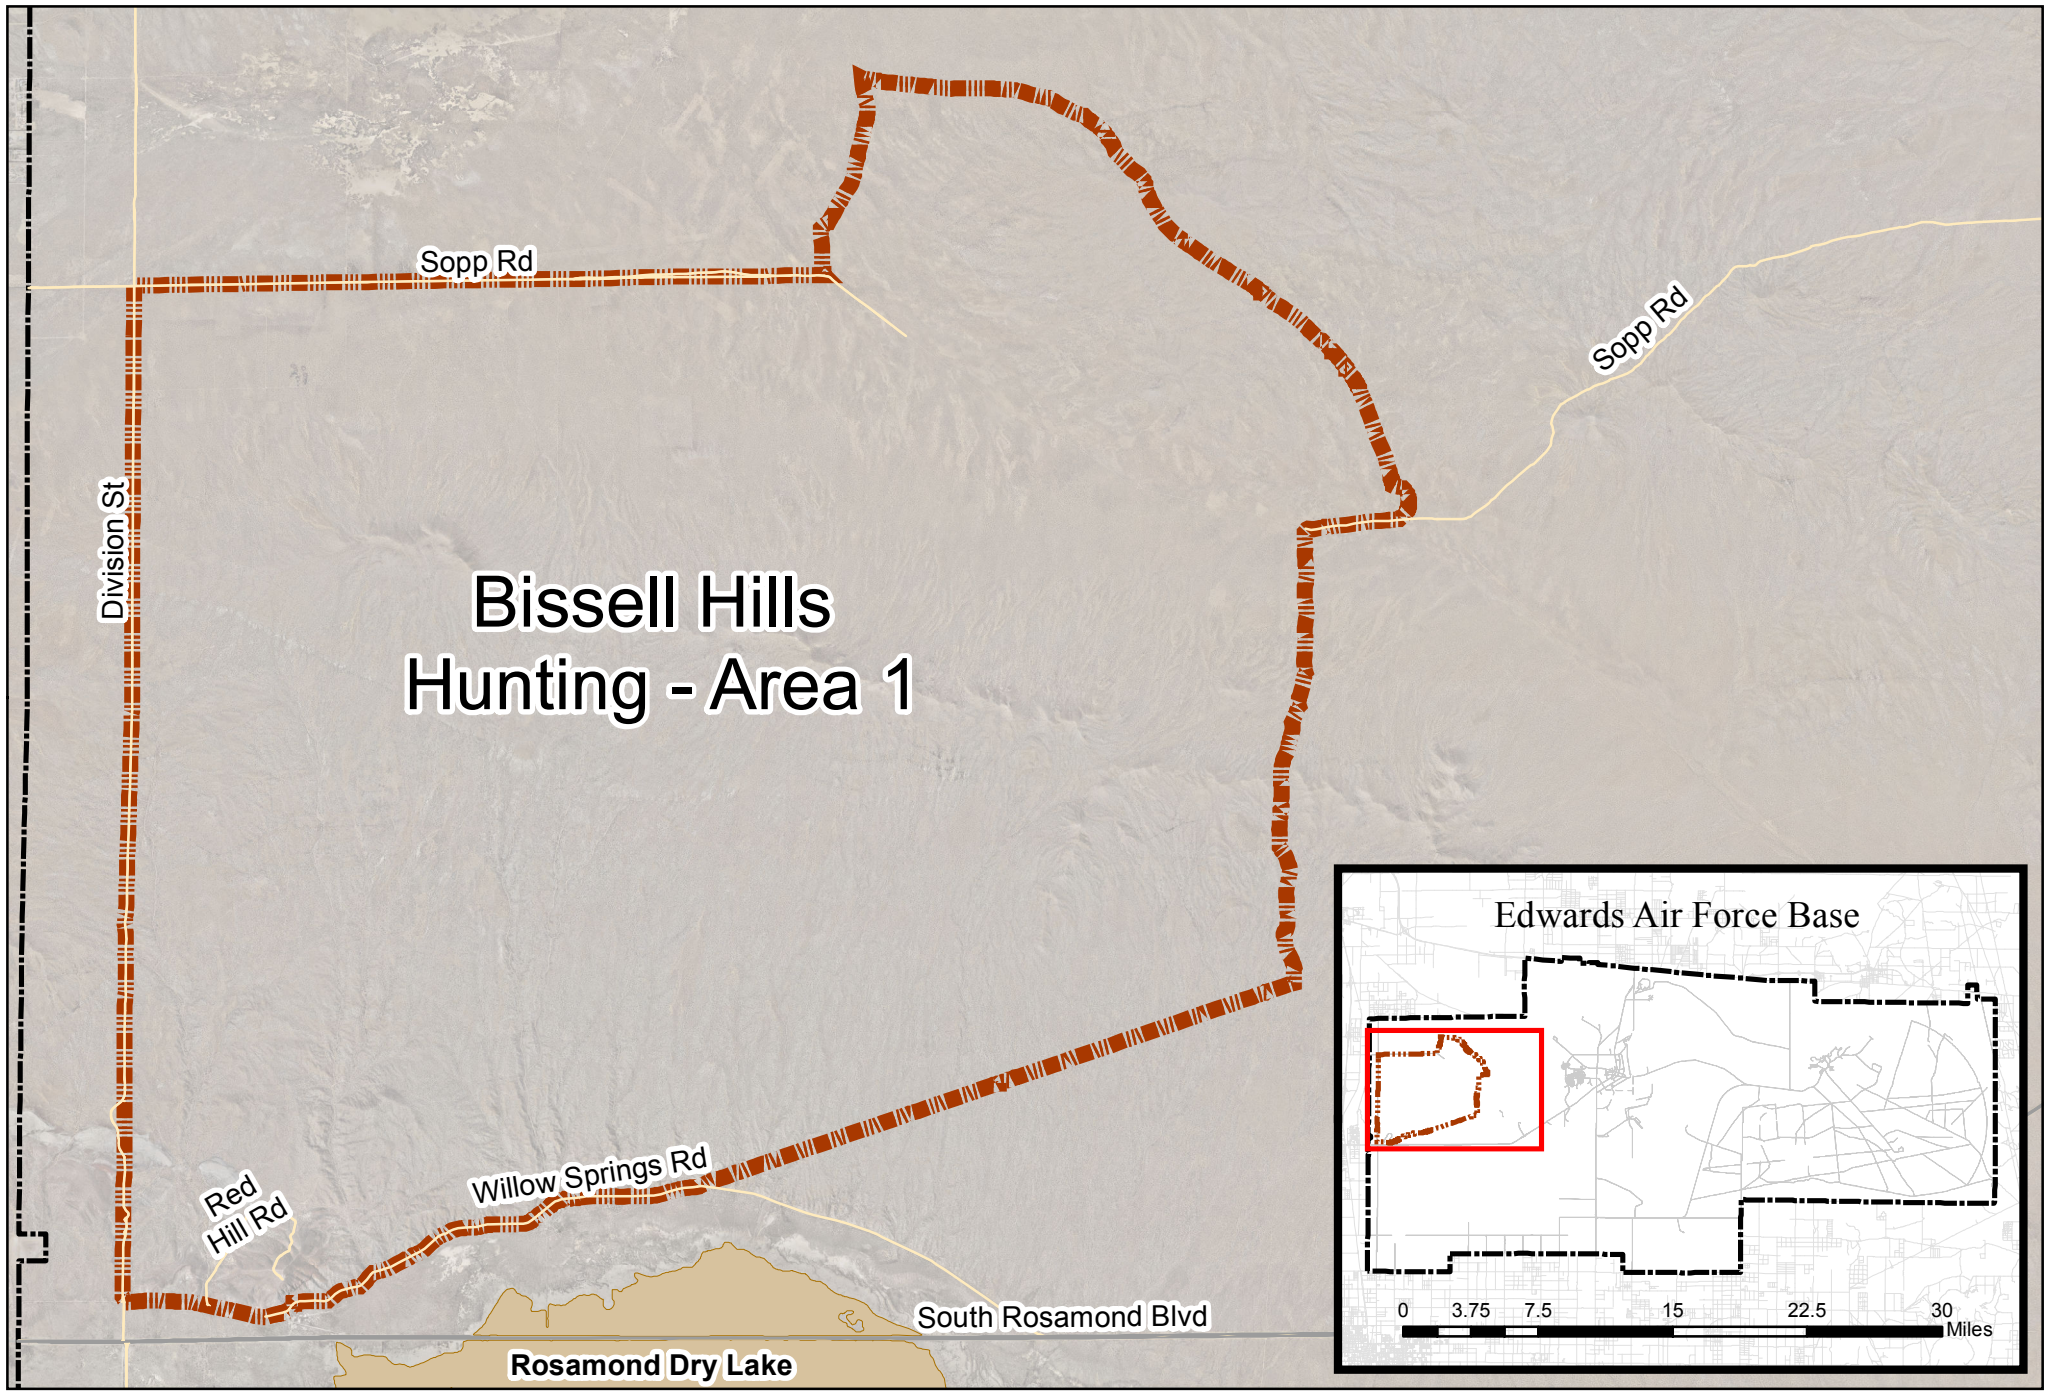 Sopp Rd
Sopp Rd
Division St
Bissell Hills
Hunting - Area 1
Edwards Air Force Base
Willow Springs Rd
Red
Hill Rd
0 3.75 7.5 15 22.5 30
Miles
South Rosamond Blvd
Rosamond Dry Lake